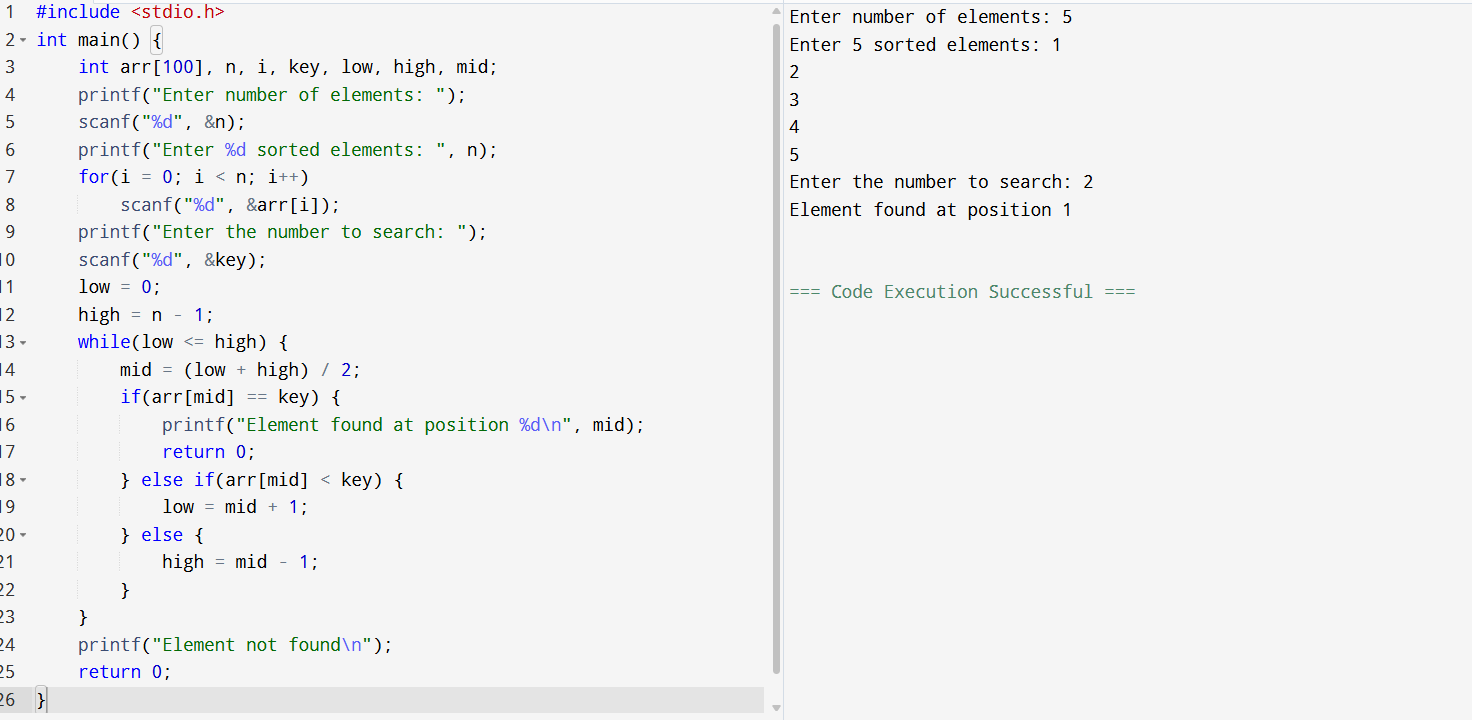 1 #include <stdio.h>
2 int main() {
3     int arr[100], n, i, key, low, high, mid;
4     printf("Enter number of elements: ");
5     scanf("%d", &n);
6     printf("Enter %d sorted elements: ", n);
7     for(i = 0; i < n; i++)
8         scanf("%d", &arr[i]);
9     printf("Enter the number to search: ");
10     scanf("%d", &key);
11     low = 0;
12     high = n - 1;
13     while(low <= high) {
14         mid = (low + high) / 2;
15         if(arr[mid] == key) {
16             printf("Element found at position %d\n", mid);
17             return 0;
18         } else if(arr[mid] < key) {
19             low = mid + 1;
20         } else {
21             high = mid - 1;
22         }
23     }
24     printf("Element not found\n");
25     return 0;
26 }
Enter number of elements: 5
Enter 5 sorted elements: 1
2
3
4
5
Enter the number to search: 2
Element found at position 1
=== Code Execution Successful ===